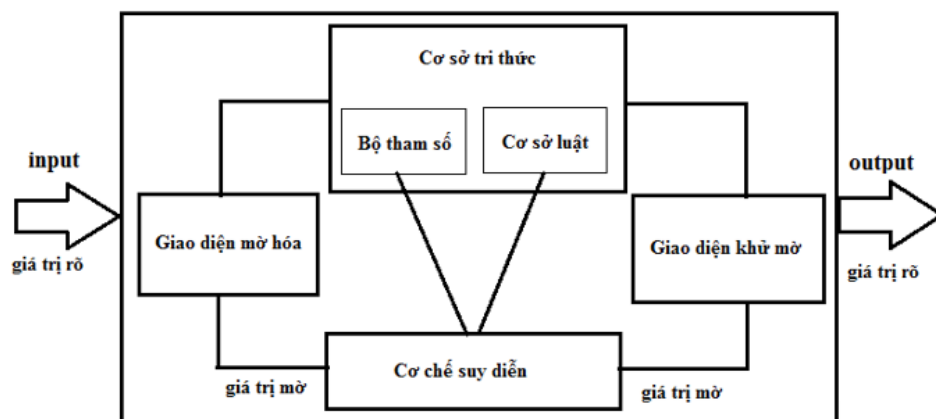 Cơ sở tri thức
Bộ tham số
Cơ sở luật
input
output
Giao diện mờ hóa
Giao diện khử mờ
giá trị rõ
giá trị rõ
Cơ chế suy diễn
giá trị mờ
giá trị mờ